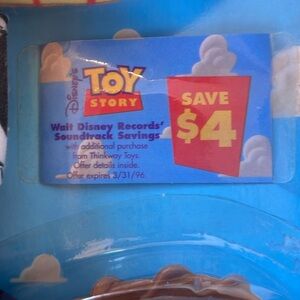 Disney's
TOY
STORY
Walt Disney Records'
Soundtrack Savings
with additional purchase
from Thinkway Toys.
Offer details inside.
Offer expires 3/31/96.
SAVE
$4